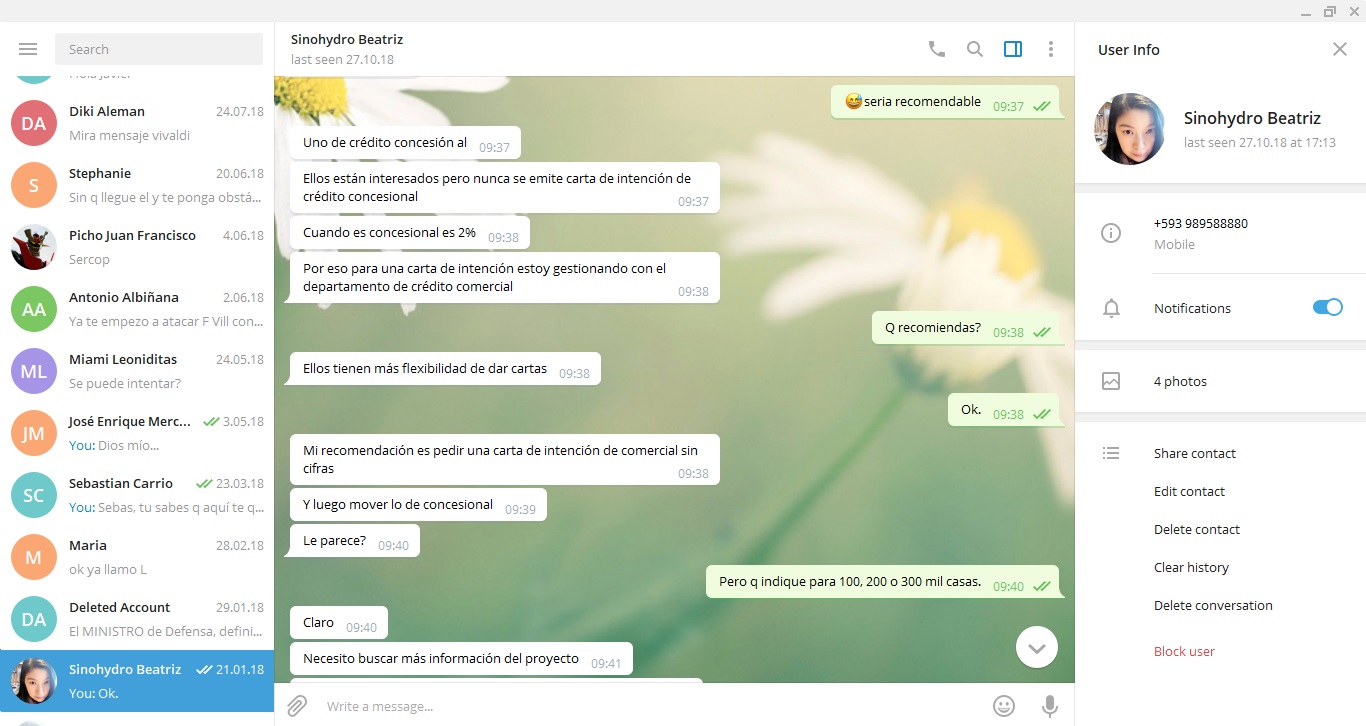 Search
Diki Aleman 24.07.18
Mira mensaje vivaldi
Stephanie 20.06.18
Sin q llegue el y te ponga obstá...
Picho Juan Francisco 4.06.18
Sercop
AA
Antonio Albiñana 2.06.18
Ya te empezo a atacar F Vill con...
ML
Miami Leoniditas 24.05.18
Se puede intentar?
JM
José Enrique Merc... 3.05.18
You: Dios mío...
SC
Sebastian Carrio 23.03.18
You: Sebas, tu sabes q aquí te q...
M
Maria 28.02.18
ok ya llamo L
DA
Deleted Account 29.01.18
El MINISTRO de Defensa, defini...
Sinohydro Beatriz 21.01.18
You: Ok.
DA
S
Sinohydro Beatriz
last seen 27.10.18
😅seria recomendable 09:37
Uno de crédito concesión al 09:37
Ellos están interesados pero nunca se emite carta de intención de
crédito concesional 09:37
Cuando es concesional es 2% 09:38
Por eso para una carta de intención estoy gestionando con el
departamento de crédito comercial 09:38
Q recomiendas? 09:38
Ellos tienen más flexibilidad de dar cartas 09:38
Ok. 09:38
Mi recomendación es pedir una carta de intención de comercial sin
cifras 09:38
Y luego mover lo de concesional 09:39
Le parece? 09:40
Pero q indique para 100, 200 o 300 mil casas. 09:40
Claro 09:40
Necesito buscar más información del proyecto 09:41
Write a message...
User Info
Sinohydro Beatriz
last seen 27.10.18 at 17:13
+593 989588880
Mobile
Notifications
4 photos
Share contact
Edit contact
Delete contact
Clear history
Delete conversation
Block user